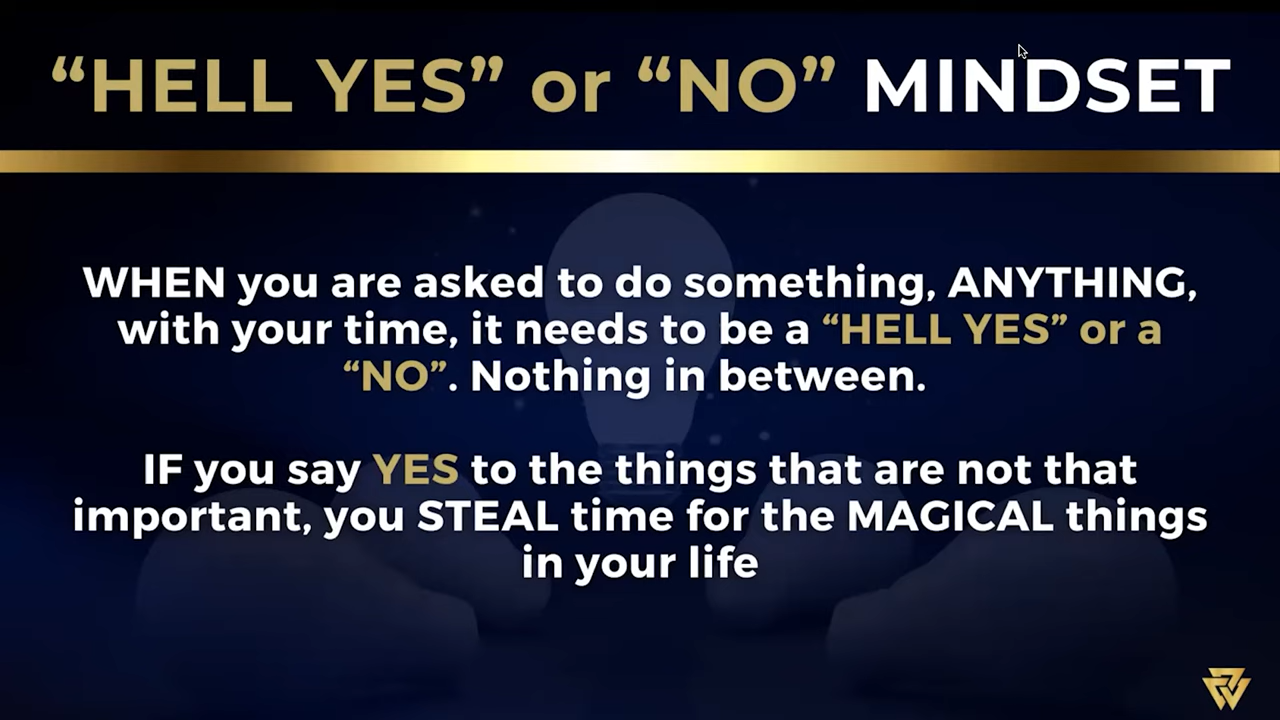 “HELL YES” or “NO” MINDSET
WHEN you are asked to do something, ANYTHING,
with your time, it needs to be a “HELL YES” or a
“NO”. Nothing in between.
IF you say YES to the things that are not that
important, you STEAL time for the MAGICAL things
in your life